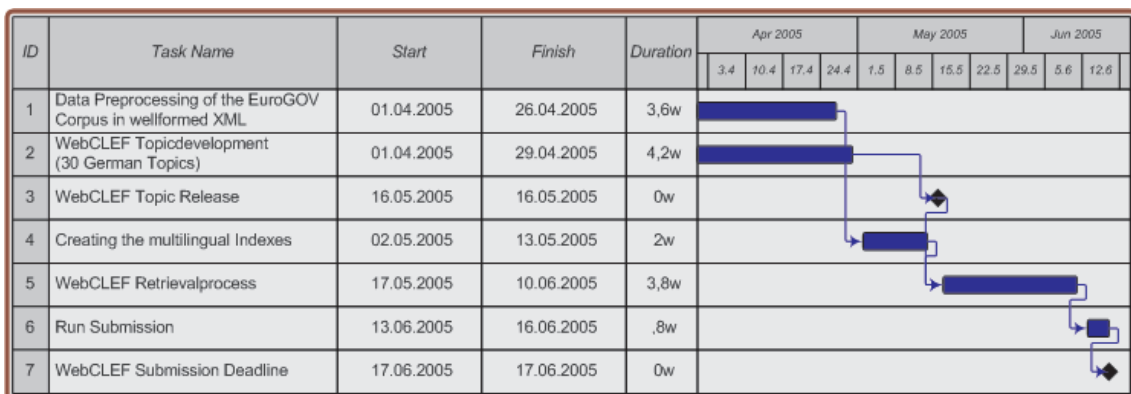 ID Task Name Start Finish Duration Apr 2005 May 2005 Jun 2005
3.4 10.4 17.4 24.4 1.5 8.5 15.5 22.5 29.5 5.6 12.6
1 Data Preprocessing of the EuroGOV
Corpus in wellformed XML 01.04.2005 26.04.2005 3,6w
2 WebCLEF Topicdevelopment
(30 German Topics) 01.04.2005 29.04.2005 4,2w
3 WebCLEF Topic Release 16.05.2005 16.05.2005 0w
4 Creating the multilingual Indexes 02.05.2005 13.05.2005 2w
5 WebCLEF Retrievalprocess 17.05.2005 10.06.2005 3,8w
6 Run Submission 13.06.2005 16.06.2005 ,8w
7 WebCLEF Submission Deadline 17.06.2005 17.06.2005 0w